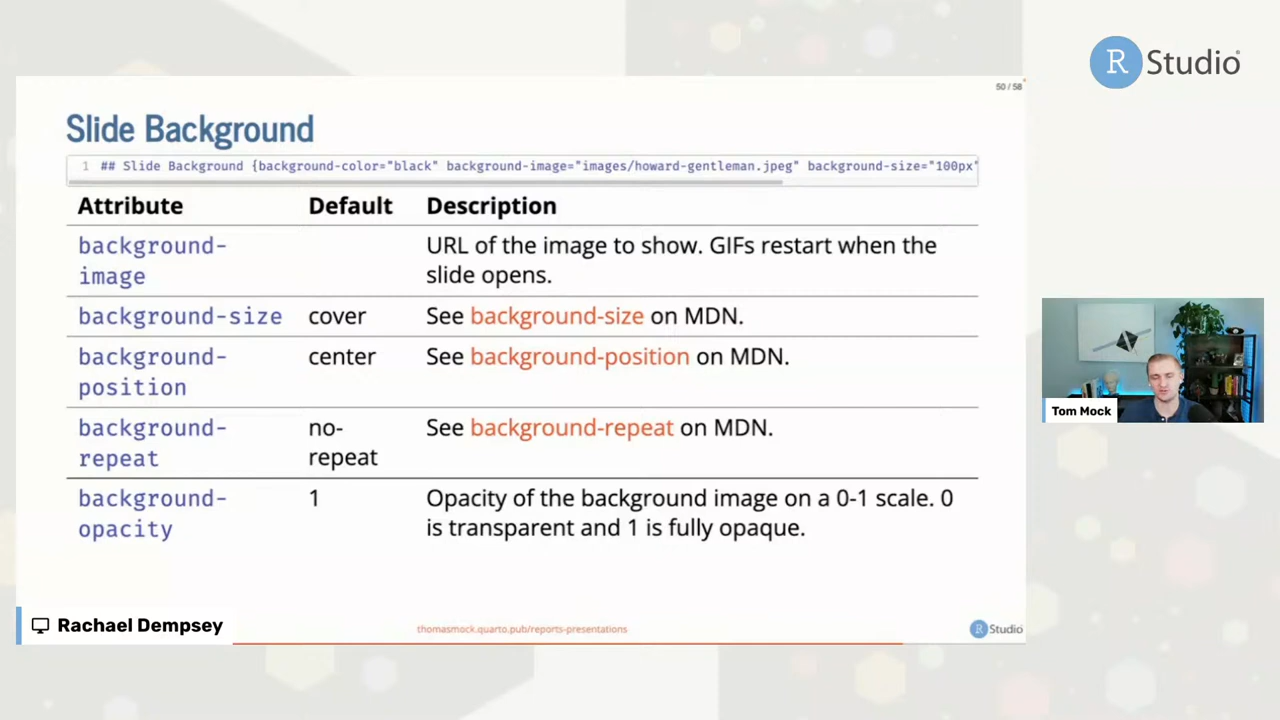 R Studio
50 / 58
Slide Background
1 ## Slide Background {background-color="black" background-image="images/howard-gentleman.jpeg" background-size="100px"
Attribute Default Description
background-image URL of the image to show. GIFs restart when the
slide opens.
background-size cover See background-size on MDN.
background-position center See background-position on MDN.
background-repeat no-repeat See background-repeat on MDN.
background-opacity 1 Opacity of the background image on a 0-1 scale. 0
is transparent and 1 is fully opaque.
Tom Mock
Rachael Dempsey
thomasmock.quarto.pub/reports-presentations
R Studio